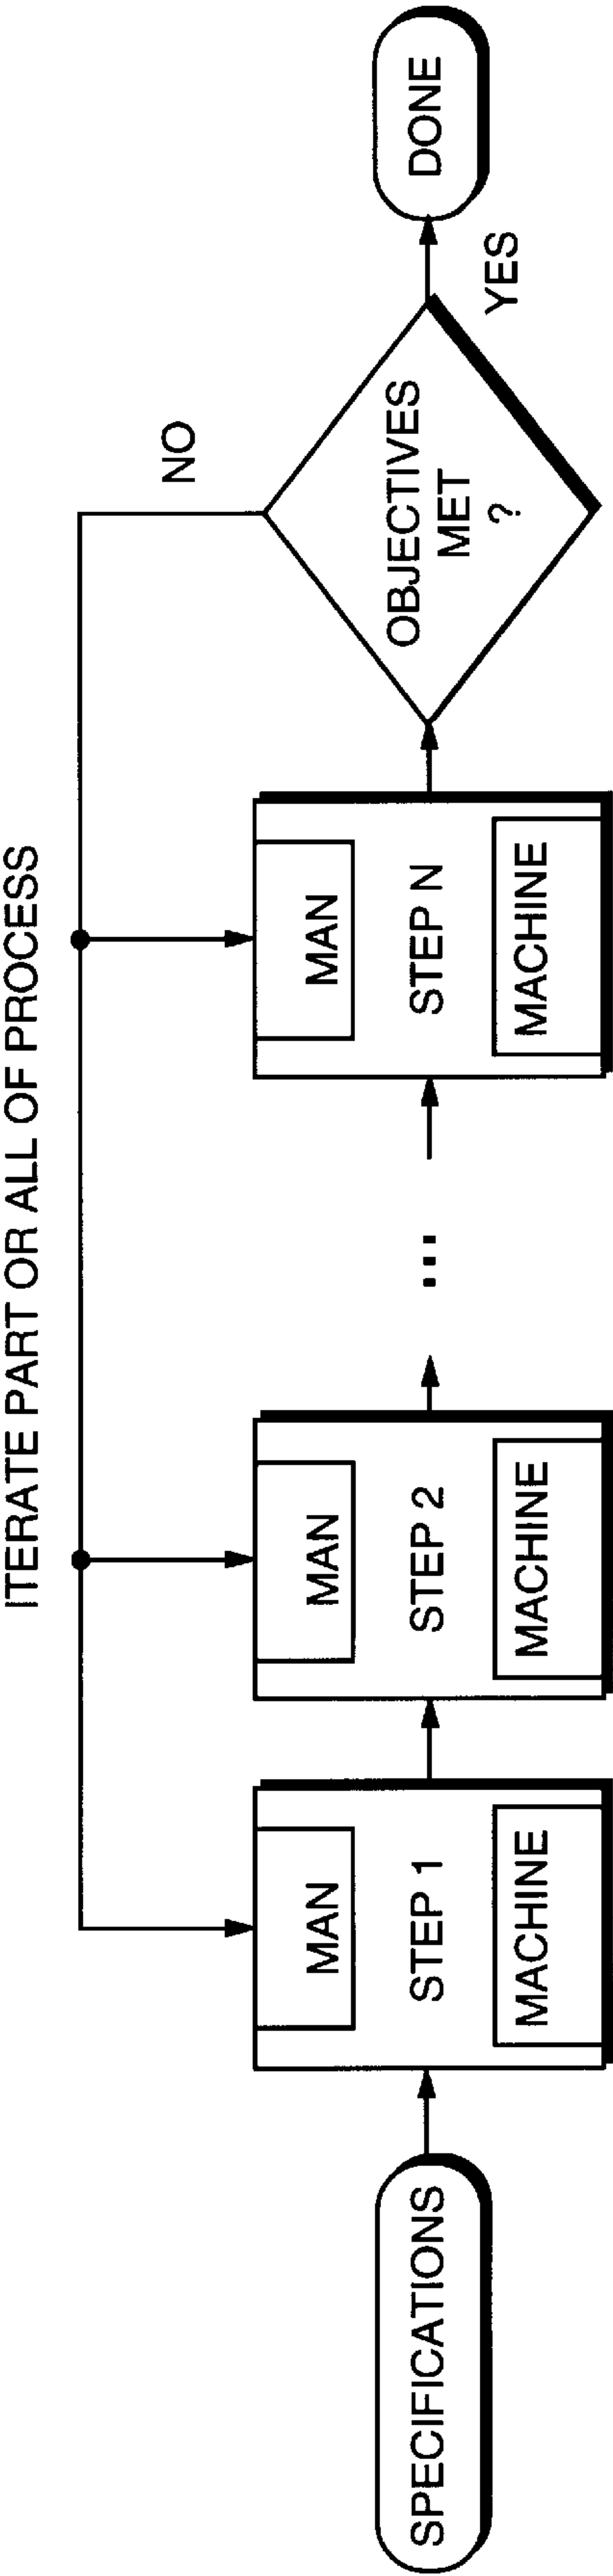 ITERATE PART OR ALL OF PROCESS
NO
SPECIFICATIONS
MAN
STEP 1
MACHINE
MAN
STEP 2
MACHINE
...
MAN
STEP N
MACHINE
OBJECTIVES
MET
?
YES
DONE